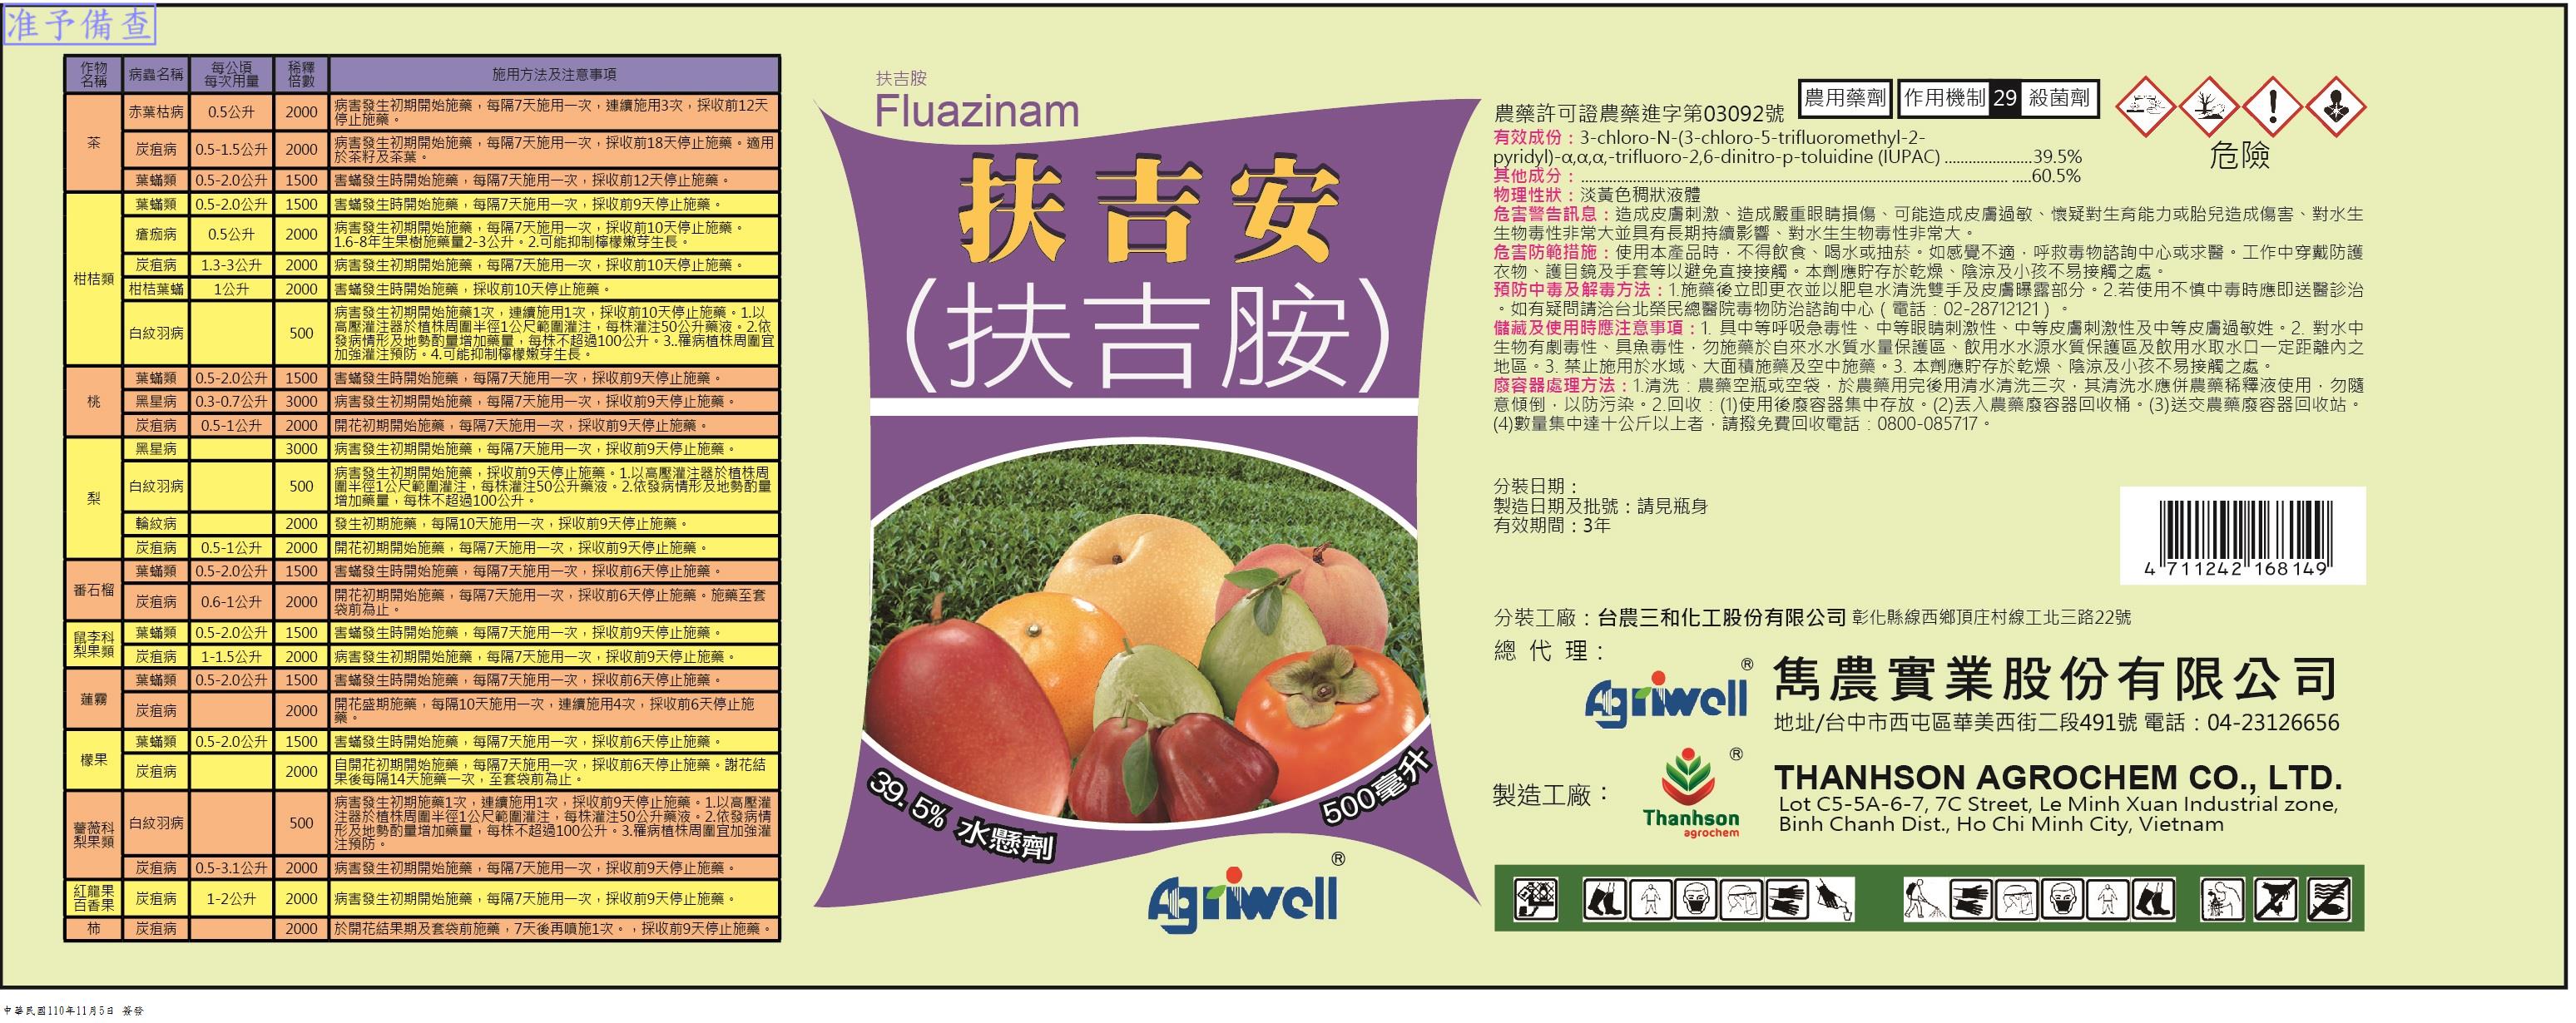 准予備查
作物名稱 病蟲名稱 每公頃每次用量 稀釋倍數 施用方法及注意事項
茶 赤葉枯病 0.5公升 2000 病害發生初期開始施藥，每隔7天施用一次，連續施用3次，採收前12天
停止施藥。
炭疽病 0.5-1.5公升 2000 病害發生初期開始施藥，每隔7天施用一次，採收前18天停止施藥。適用
於茶籽及茶葉。
葉蟎類 0.5-2.0公升 1500 害蟎發生時開始施藥，每隔7天施用一次，採收前12天停止施藥。
柑桔類 葉蟎類 0.5-2.0公升 1500 害蟎發生時開始施藥，每隔7天施用一次，採收前9天停止施藥。
瘡痂病 0.5公升 2000 病害發生初期開始施藥，每隔7天施用一次，採收前10天停止施藥。
1.6-8年生果樹施藥量2-3公升。2.可能抑制檸檬嫩芽生長。
炭疽病 1.3-3公升 2000 病害發生初期開始施藥，每隔7天施用一次，採收前10天停止施藥。
柑桔葉蟎 1公升 2000 害蟎發生時開始施藥，採收前10天停止施藥。
白紋羽病 500 病害發生初期開始施藥1次，連續施用1次，採收前10天停止施藥。1.以
高壓灌注器於植株周圍半徑1公尺範圍灌注，每株灌注50公升藥液。2.依
發病情形及地勢酌量增加藥量，每株不超過100公升。3..罹病植株周圍宜
加強灌注預防。4.可能抑制檸檬嫩芽生長。
桃 葉蟎類 0.5-2.0公升 1500 害蟎發生時開始施藥，每隔7天施用一次，採收前9天停止施藥。
黑星病 0.3-0.7公升 3000 病害發生初期開始施藥，每隔7天施用一次，採收前9天停止施藥。
炭疽病 0.5-1公升 2000 開花初期開始施藥，每隔7天施用一次，採收前9天停止施藥。
梨 黑星病 3000 病害發生初期開始施藥，每隔7天施用一次，採收前9天停止施藥。
白紋羽病 500 病害發生初期開始施藥，採收前9天停止施藥。1.以高壓灌注器於植株周
圍半徑1公尺範圍灌注，每株灌注50公升藥液。2.依發病情形及地勢酌量
增加藥量，每株不超過100公升。
輪紋病 2000 發生初期施藥，每隔10天施用一次，採收前9天停止施藥。
炭疽病 0.5-1公升 2000 開花初期開始施藥，每隔7天施用一次，採收前9天停止施藥。
番石榴 葉蟎類 0.5-2.0公升 1500 害蟎發生時開始施藥，每隔7天施用一次，採收前6天停止施藥。
炭疽病 0.6-1公升 2000 開花初期開始施藥，每隔7天施用一次，採收前6天停止施藥。施藥至套
袋前為止。
鼠李科梨果類 葉蟎類 0.5-2.0公升 1500 害蟎發生時開始施藥，每隔7天施用一次，採收前9天停止施藥。
炭疽病 1-1.5公升 2000 病害發生初期開始施藥，每隔7天施用一次，採收前9天停止施藥。
蓮霧 葉蟎類 0.5-2.0公升 1500 害蟎發生時開始施藥，每隔7天施用一次，採收前6天停止施藥。
炭疽病 2000 開花盛期施藥，每隔10天施用一次，連續施用4次，採收前6天停止施
藥。
檬果 葉蟎類 0.5-2.0公升 1500 害蟎發生時開始施藥，每隔7天施用一次，採收前6天停止施藥。
炭疽病 2000 自開花初期開始施藥，每隔7天施用一次，採收前6天停止施藥。謝花結
果後每隔14天施藥一次，至套袋前為止。
薔薇科梨果類 白紋羽病 500 病害發生初期施藥1次，連續施用1次，採收前9天停止施藥。1.以高壓灌
注器於植株周圍半徑1公尺範圍灌注，每株灌注50公升藥液。2.依發病情
形及地勢酌量增加藥量，每株不超過100公升。3.罹病植株周圍宜加強灌
注預防。
炭疽病 0.5-3.1公升 2000 病害發生初期開始施藥，每隔7天施用一次，採收前9天停止施藥。
紅龍果百香果 炭疽病 1-2公升 2000 病害發生初期開始施藥，每隔7天施用一次，採收前9天停止施藥。
柿 炭疽病 2000 於開花結果期及套袋前施藥，7天後再噴施1次。，採收前9天停止施藥。
扶吉胺
Fluazinam
扶吉安
(扶吉胺)
39.5% 水懸劑
500毫升
Agriwell ®
農藥許可證農藥進字第03092號 農用藥劑 作用機制 29 殺菌劑
危險
有效成份：3-chloro-N-(3-chloro-5-trifluoromethyl-2-
pyridyl)-α,α,α,-trifluoro-2,6-dinitro-p-toluidine (IUPAC) ......................39.5%
其他成分：..........................................................................................60.5%
物理性狀：淡黃色稠狀液體
危害警告訊息：造成皮膚刺激、造成嚴重眼睛損傷、可能造成皮膚過敏、懷疑對生育能力或胎兒造成傷害、對水生
生物毒性非常大並具有長期持續影響、對水生生物毒性非常大。
危害防範措施：使用本產品時，不得飲食、喝水或抽菸。如感覺不適，呼救毒物諮詢中心或求醫。工作中穿戴防護
衣物、護目鏡及手套等以避免直接接觸。本劑應貯存於乾燥、陰涼及小孩不易接觸之處。
預防中毒及解毒方法：1.施藥後立即更衣並以肥皂水清洗雙手及皮膚曝露部分。2.若使用不慎中毒時應即送醫診治
。如有疑問請洽台北榮民總醫院毒物防治諮詢中心（電話：02-28712121）。
儲藏及使用時應注意事項：1. 具中等呼吸急毒性、中等眼睛刺激性、中等皮膚刺激性及中等皮膚過敏姓。2. 對水中
生物有劇毒性、具魚毒性，勿施藥於自來水水質水量保護區、飲用水水源水質保護區及飲用水取水口一定距離內之
地區。3. 禁止施用於水域、大面積施藥及空中施藥。3. 本劑應貯存於乾燥、陰涼及小孩不易接觸之處。
廢容器處理方法：1.清洗：農藥空瓶或空袋，於農藥用完後用清水清洗三次，其清洗水應併農藥稀釋液使用，勿隨
意傾倒，以防污染。2.回收：(1)使用後廢容器集中存放。(2)丟入農藥廢容器回收桶。(3)送交農藥廢容器回收站。
(4)數量集中達十公斤以上者，請撥免費回收電話：0800-085717。
分裝日期：
製造日期及批號：請見瓶身
有效期間：3年
4 711242 168149
分裝工廠：台農三和化工股份有限公司 彰化縣線西鄉頂庄村線工北三路22號
總代理：
Agriwell ® 雋農實業股份有限公司
地址/台中市西屯區華美西街二段491號 電話：04-23126656
製造工廠：
Thanhson agrochem ®
THANHSON AGROCHEM CO., LTD.
Lot C5-5A-6-7, 7C Street, Le Minh Xuan Industrial zone,
Binh Chanh Dist., Ho Chi Minh City, Vietnam
中華民國110年11月5日 簽發